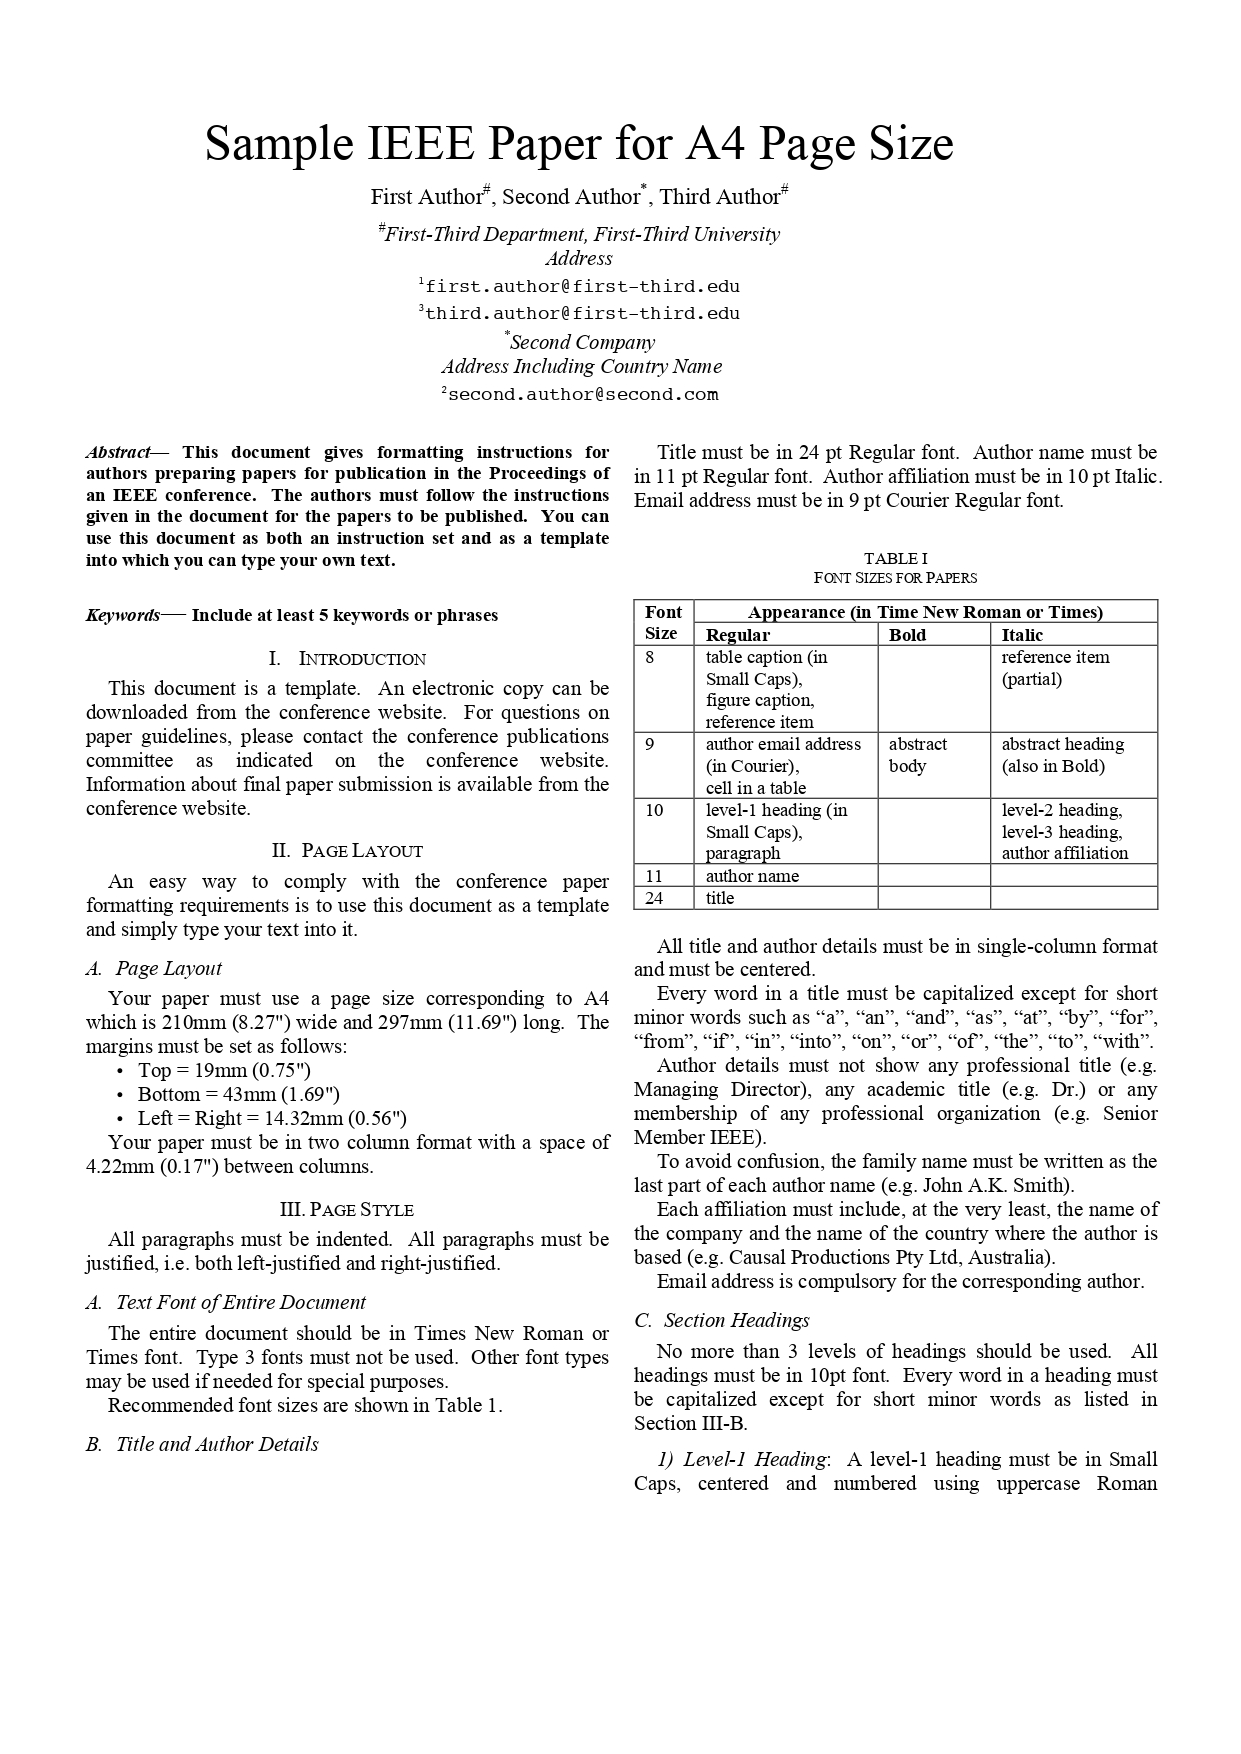 Sample IEEE Paper for A4 Page Size
First Author#, Second Author*, Third Author#
#First-Third Department, First-Third University
Address
1first.author@first-third.edu
3third.author@first-third.edu
*Second Company
Address Including Country Name
2second.author@second.com
Abstract— This document gives formatting instructions for
authors preparing papers for publication in the Proceedings of
an IEEE conference. The authors must follow the instructions
given in the document for the papers to be published. You can
use this document as both an instruction set and as a template
into which you can type your own text.
Keywords— Include at least 5 keywords or phrases
I. INTRODUCTION
This document is a template. An electronic copy can be
downloaded from the conference website. For questions on
paper guidelines, please contact the conference publications
committee as indicated on the conference website.
Information about final paper submission is available from the
conference website.
II. PAGE LAYOUT
An easy way to comply with the conference paper
formatting requirements is to use this document as a template
and simply type your text into it.
A. Page Layout
Your paper must use a page size corresponding to A4
which is 210mm (8.27") wide and 297mm (11.69") long. The
margins must be set as follows:
• Top = 19mm (0.75")
• Bottom = 43mm (1.69")
• Left = Right = 14.32mm (0.56")
Your paper must be in two column format with a space of
4.22mm (0.17") between columns.
III. PAGE STYLE
All paragraphs must be indented. All paragraphs must be
justified, i.e. both left-justified and right-justified.
A. Text Font of Entire Document
The entire document should be in Times New Roman or
Times font. Type 3 fonts must not be used. Other font types
may be used if needed for special purposes.
Recommended font sizes are shown in Table 1.
B. Title and Author Details
Title must be in 24 pt Regular font. Author name must be
in 11 pt Regular font. Author affiliation must be in 10 pt Italic.
Email address must be in 9 pt Courier Regular font.
TABLE I
FONT SIZES FOR PAPERS
Font Size Appearance (in Time New Roman or Times)
Regular Bold Italic
8 table caption (in reference item
Small Caps), (partial)
figure caption,
reference item
9 author email address abstract abstract heading
(in Courier), body (also in Bold)
cell in a table
10 level-1 heading (in level-2 heading,
Small Caps), level-3 heading,
paragraph author affiliation
11 author name
24 title
All title and author details must be in single-column format
and must be centered.
Every word in a title must be capitalized except for short
minor words such as “a”, “an”, “and”, “as”, “at”, “by”, “for”,
“from”, “if”, “in”, “into”, “on”, “or”, “of”, “the”, “to”, “with”.
Author details must not show any professional title (e.g.
Managing Director), any academic title (e.g. Dr.) or any
membership of any professional organization (e.g. Senior
Member IEEE).
To avoid confusion, the family name must be written as the
last part of each author name (e.g. John A.K. Smith).
Each affiliation must include, at the very least, the name of
the company and the name of the country where the author is
based (e.g. Causal Productions Pty Ltd, Australia).
Email address is compulsory for the corresponding author.
C. Section Headings
No more than 3 levels of headings should be used. All
headings must be in 10pt font. Every word in a heading must
be capitalized except for short minor words as listed in
Section III-B.
1) Level-1 Heading: A level-1 heading must be in Small
Caps, centered and numbered using uppercase Roman